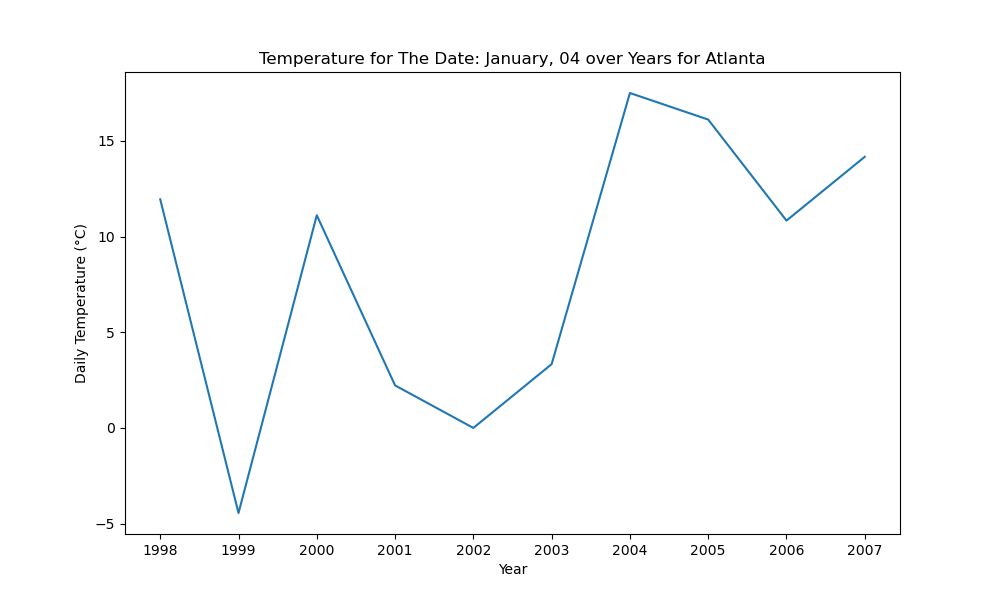 Temperature for The Date: January, 04 over Years for Atlanta
Daily Temperature (°C)
15
10
5
0
−5
1998 1999 2000 2001 2002 2003 2004 2005 2006 2007
Year